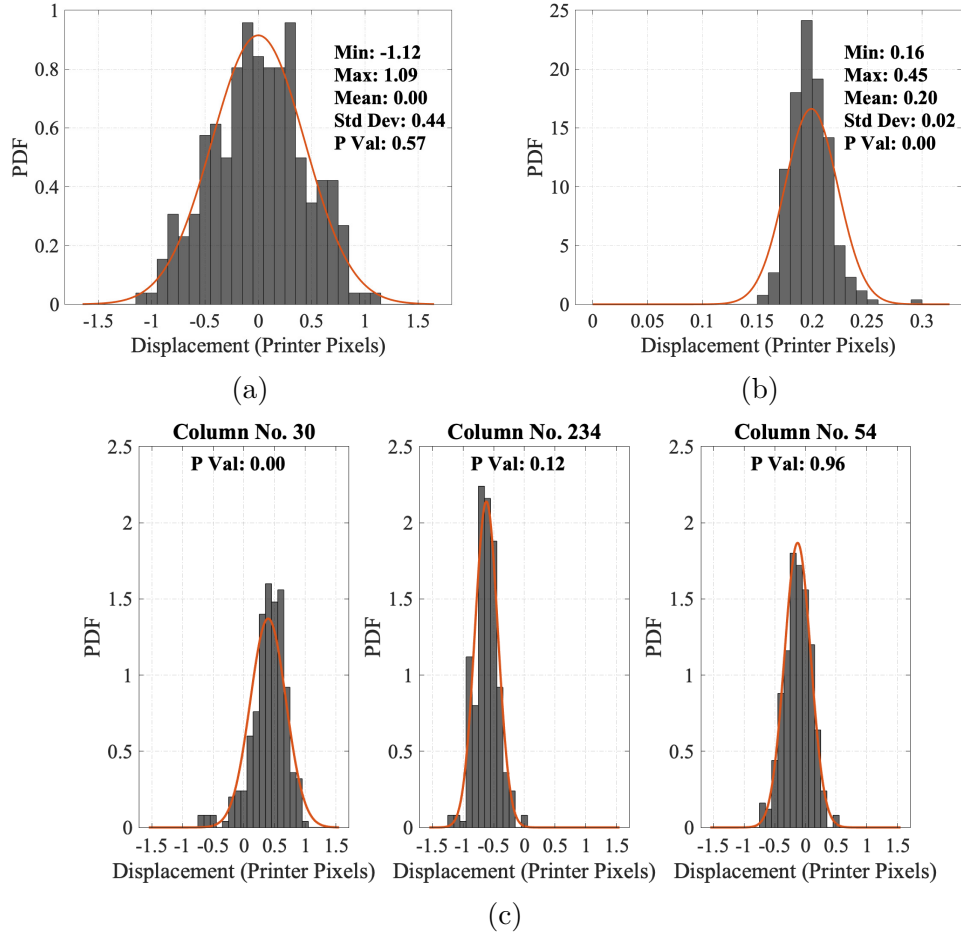 PDF
1
0.8
0.6
0.4
0.2
0
Min: -1.12
Max: 1.09
Mean: 0.00
Std Dev: 0.44
P Val: 0.57
-1.5 -1 -0.5 0 0.5 1 1.5
Displacement (Printer Pixels)
(a)
PDF
25
20
15
10
5
0
Min: 0.16
Max: 0.45
Mean: 0.20
Std Dev: 0.02
P Val: 0.00
0 0.05 0.1 0.15 0.2 0.25 0.3
Displacement (Printer Pixels)
(b)
Column No. 30
P Val: 0.00
PDF
2.5
2
1.5
1
0.5
0
-1.5 -1 -0.5 0 0.5 1 1.5
Displacement (Printer Pixels)
Column No. 234
P Val: 0.12
PDF
2.5
2
1.5
1
0.5
0
-1.5 -1 -0.5 0 0.5 1 1.5
Displacement (Printer Pixels)
Column No. 54
P Val: 0.96
PDF
2.5
2
1.5
1
0.5
0
-1.5 -1 -0.5 0 0.5 1 1.5
Displacement (Printer Pixels)
(c)